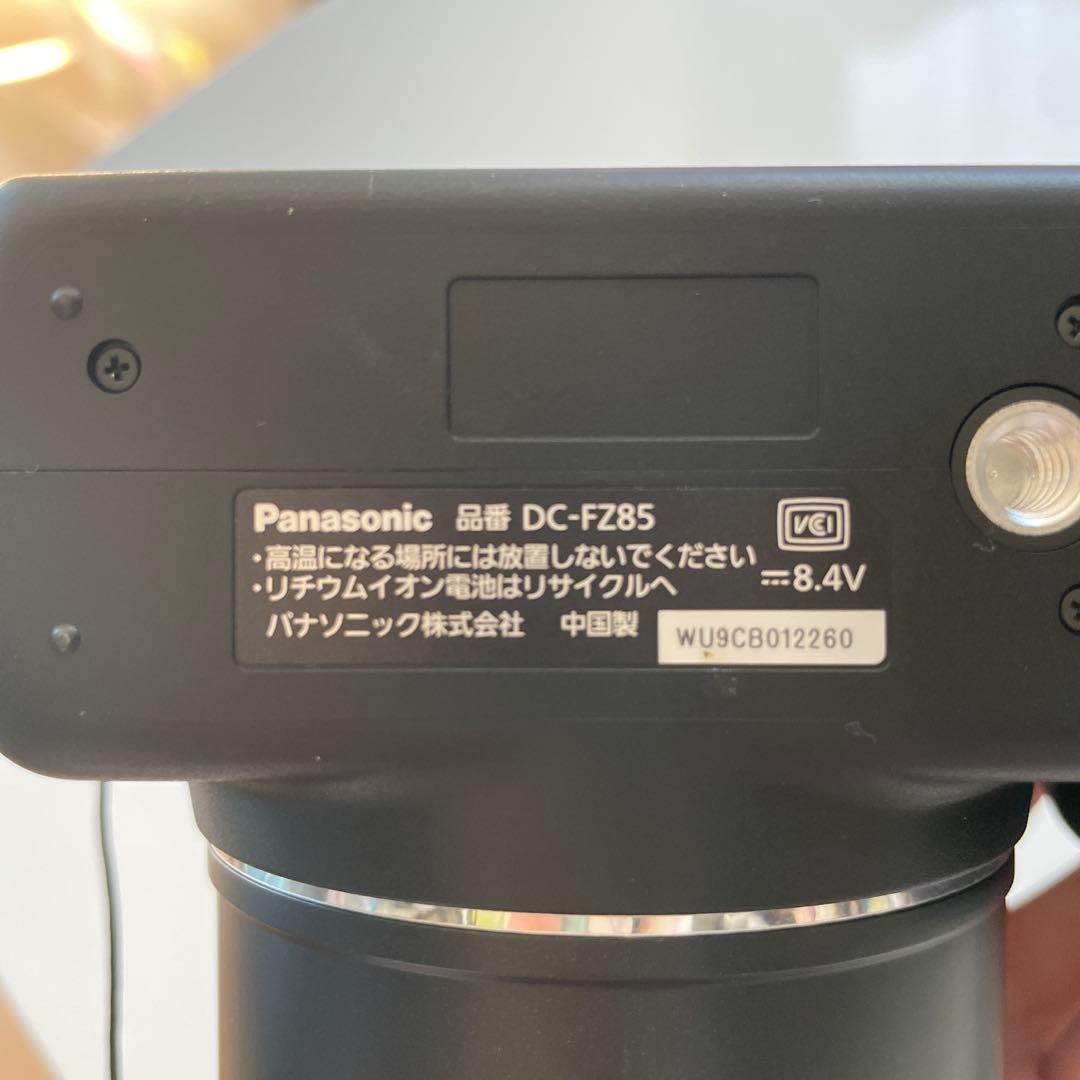 Panasonic 品番 DC-FZ85
VCCI
・高温になる場所には放置しないでください
・リチウムイオン電池はリサイクルへ
⎓8.4V
パナソニック株式会社 中国製
WU9CB012260